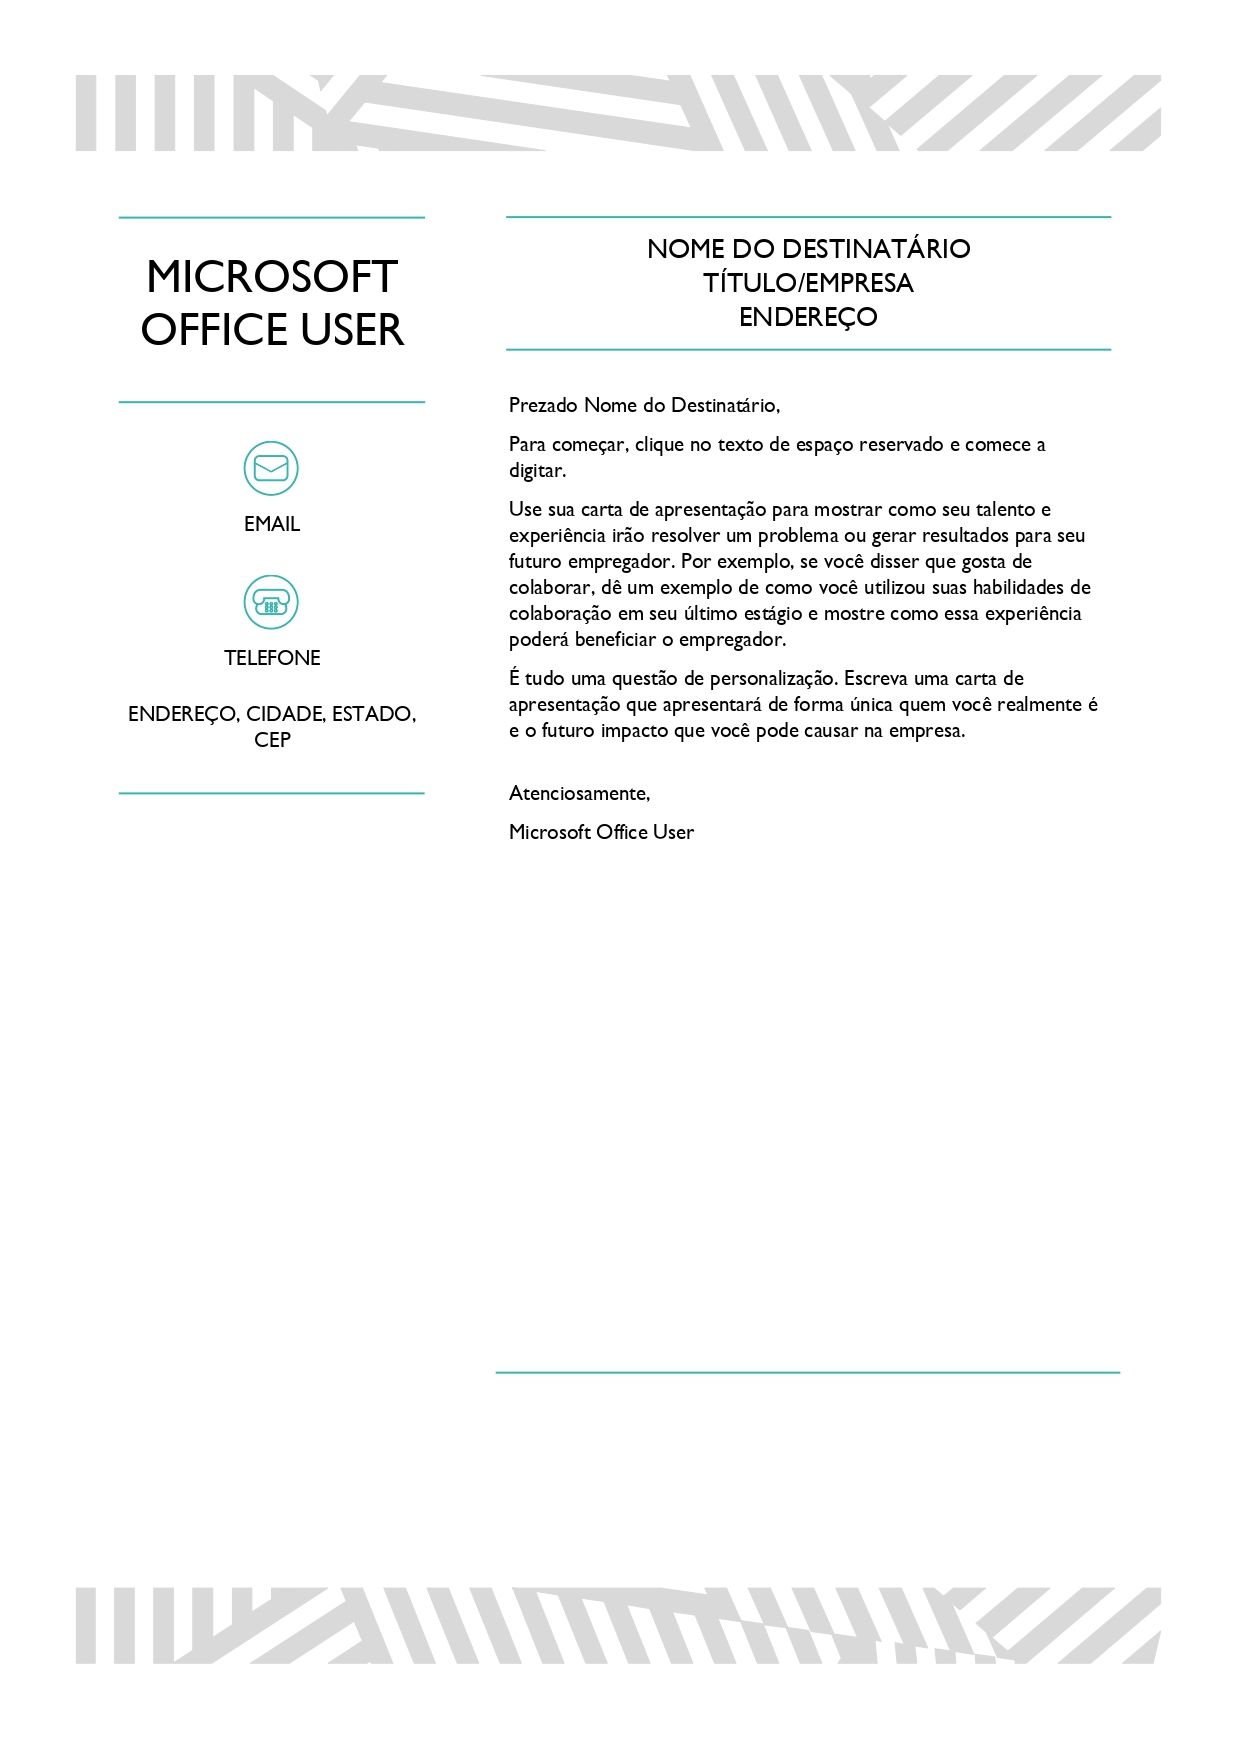 MICROSOFT
OFFICE USER
EMAIL
TELEFONE
ENDEREÇO, CIDADE, ESTADO,
CEP
NOME DO DESTINATÁRIO
TÍTULO/EMPRESA
ENDEREÇO
Prezado Nome do Destinatário,
Para começar, clique no texto de espaço reservado e comece a
digitar.
Use sua carta de apresentação para mostrar como seu talento e
experiência irão resolver um problema ou gerar resultados para seu
futuro empregador. Por exemplo, se você disser que gosta de
colaborar, dê um exemplo de como você utilizou suas habilidades de
colaboração em seu último estágio e mostre como essa experiência
poderá beneficiar o empregador.
É tudo uma questão de personalização. Escreva uma carta de
apresentação que apresentará de forma única quem você realmente é
e o futuro impacto que você pode causar na empresa.
Atenciosamente,
Microsoft Office User